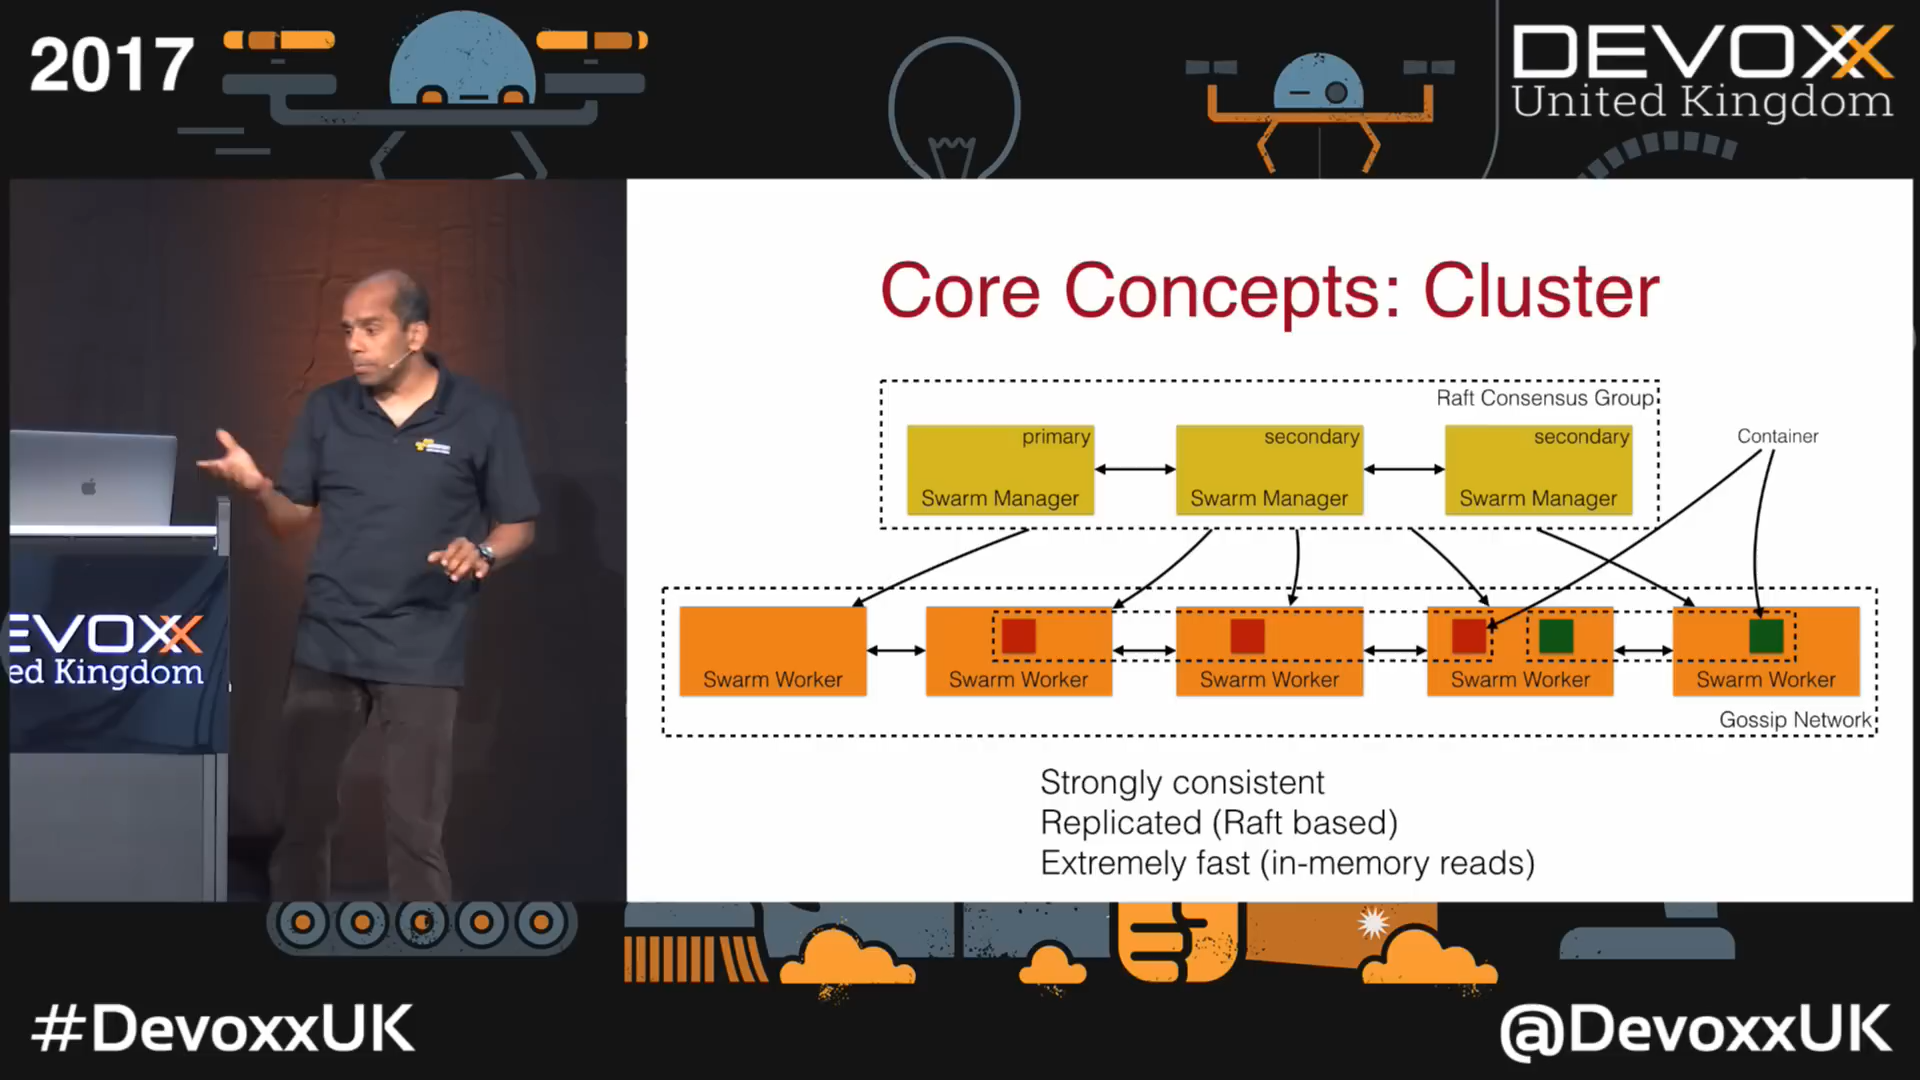 2017
DEVOXX
United Kingdom
EVOXX
ed Kingdom
Core Concepts: Cluster
Raft Consensus Group
primary
Swarm Manager
secondary
Swarm Manager
secondary
Swarm Manager
Container
Swarm Worker
Swarm Worker
Swarm Worker
Swarm Worker
Swarm Worker
Gossip Network
Strongly consistent
Replicated (Raft based)
Extremely fast (in-memory reads)
#DevoxxUK
@DevoxxUK